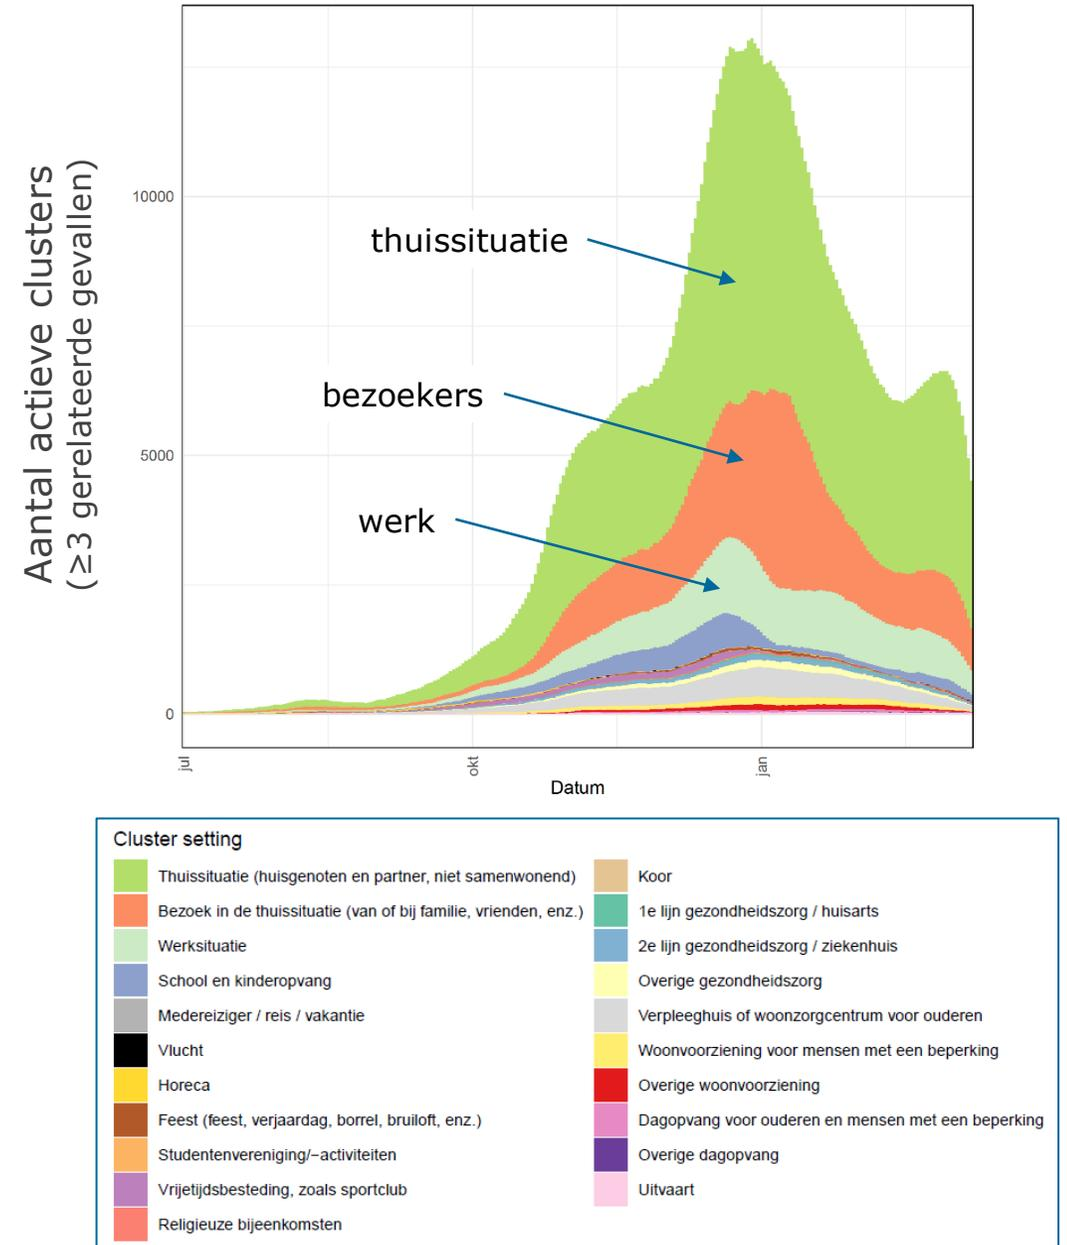 Aantal actieve clusters
(≥3 gerelateerde gevallen)
10000
5000
0
thuissituatie
bezoekers
werk
jul
okt
jan
Datum
Cluster setting
Thuissituatie (huisgenoten en partner, niet samenwonend)
Bezoek in de thuissituatie (van of bij familie, vrienden, enz.)
Werksituatie
School en kinderopvang
Medereiziger / reis / vakantie
Vlucht
Horeca
Feest (feest, verjaardag, borrel, bruiloft, enz.)
Studentenvereniging/−activiteiten
Vrijetijdsbesteding, zoals sportclub
Religieuze bijeenkomsten
Koor
1e lijn gezondheidszorg / huisarts
2e lijn gezondheidszorg / ziekenhuis
Overige gezondheidszorg
Verpleeghuis of woonzorgcentrum voor ouderen
Woonvoorziening voor mensen met een beperking
Overige woonvoorziening
Dagopvang voor ouderen en mensen met een beperking
Overige dagopvang
Uitvaart